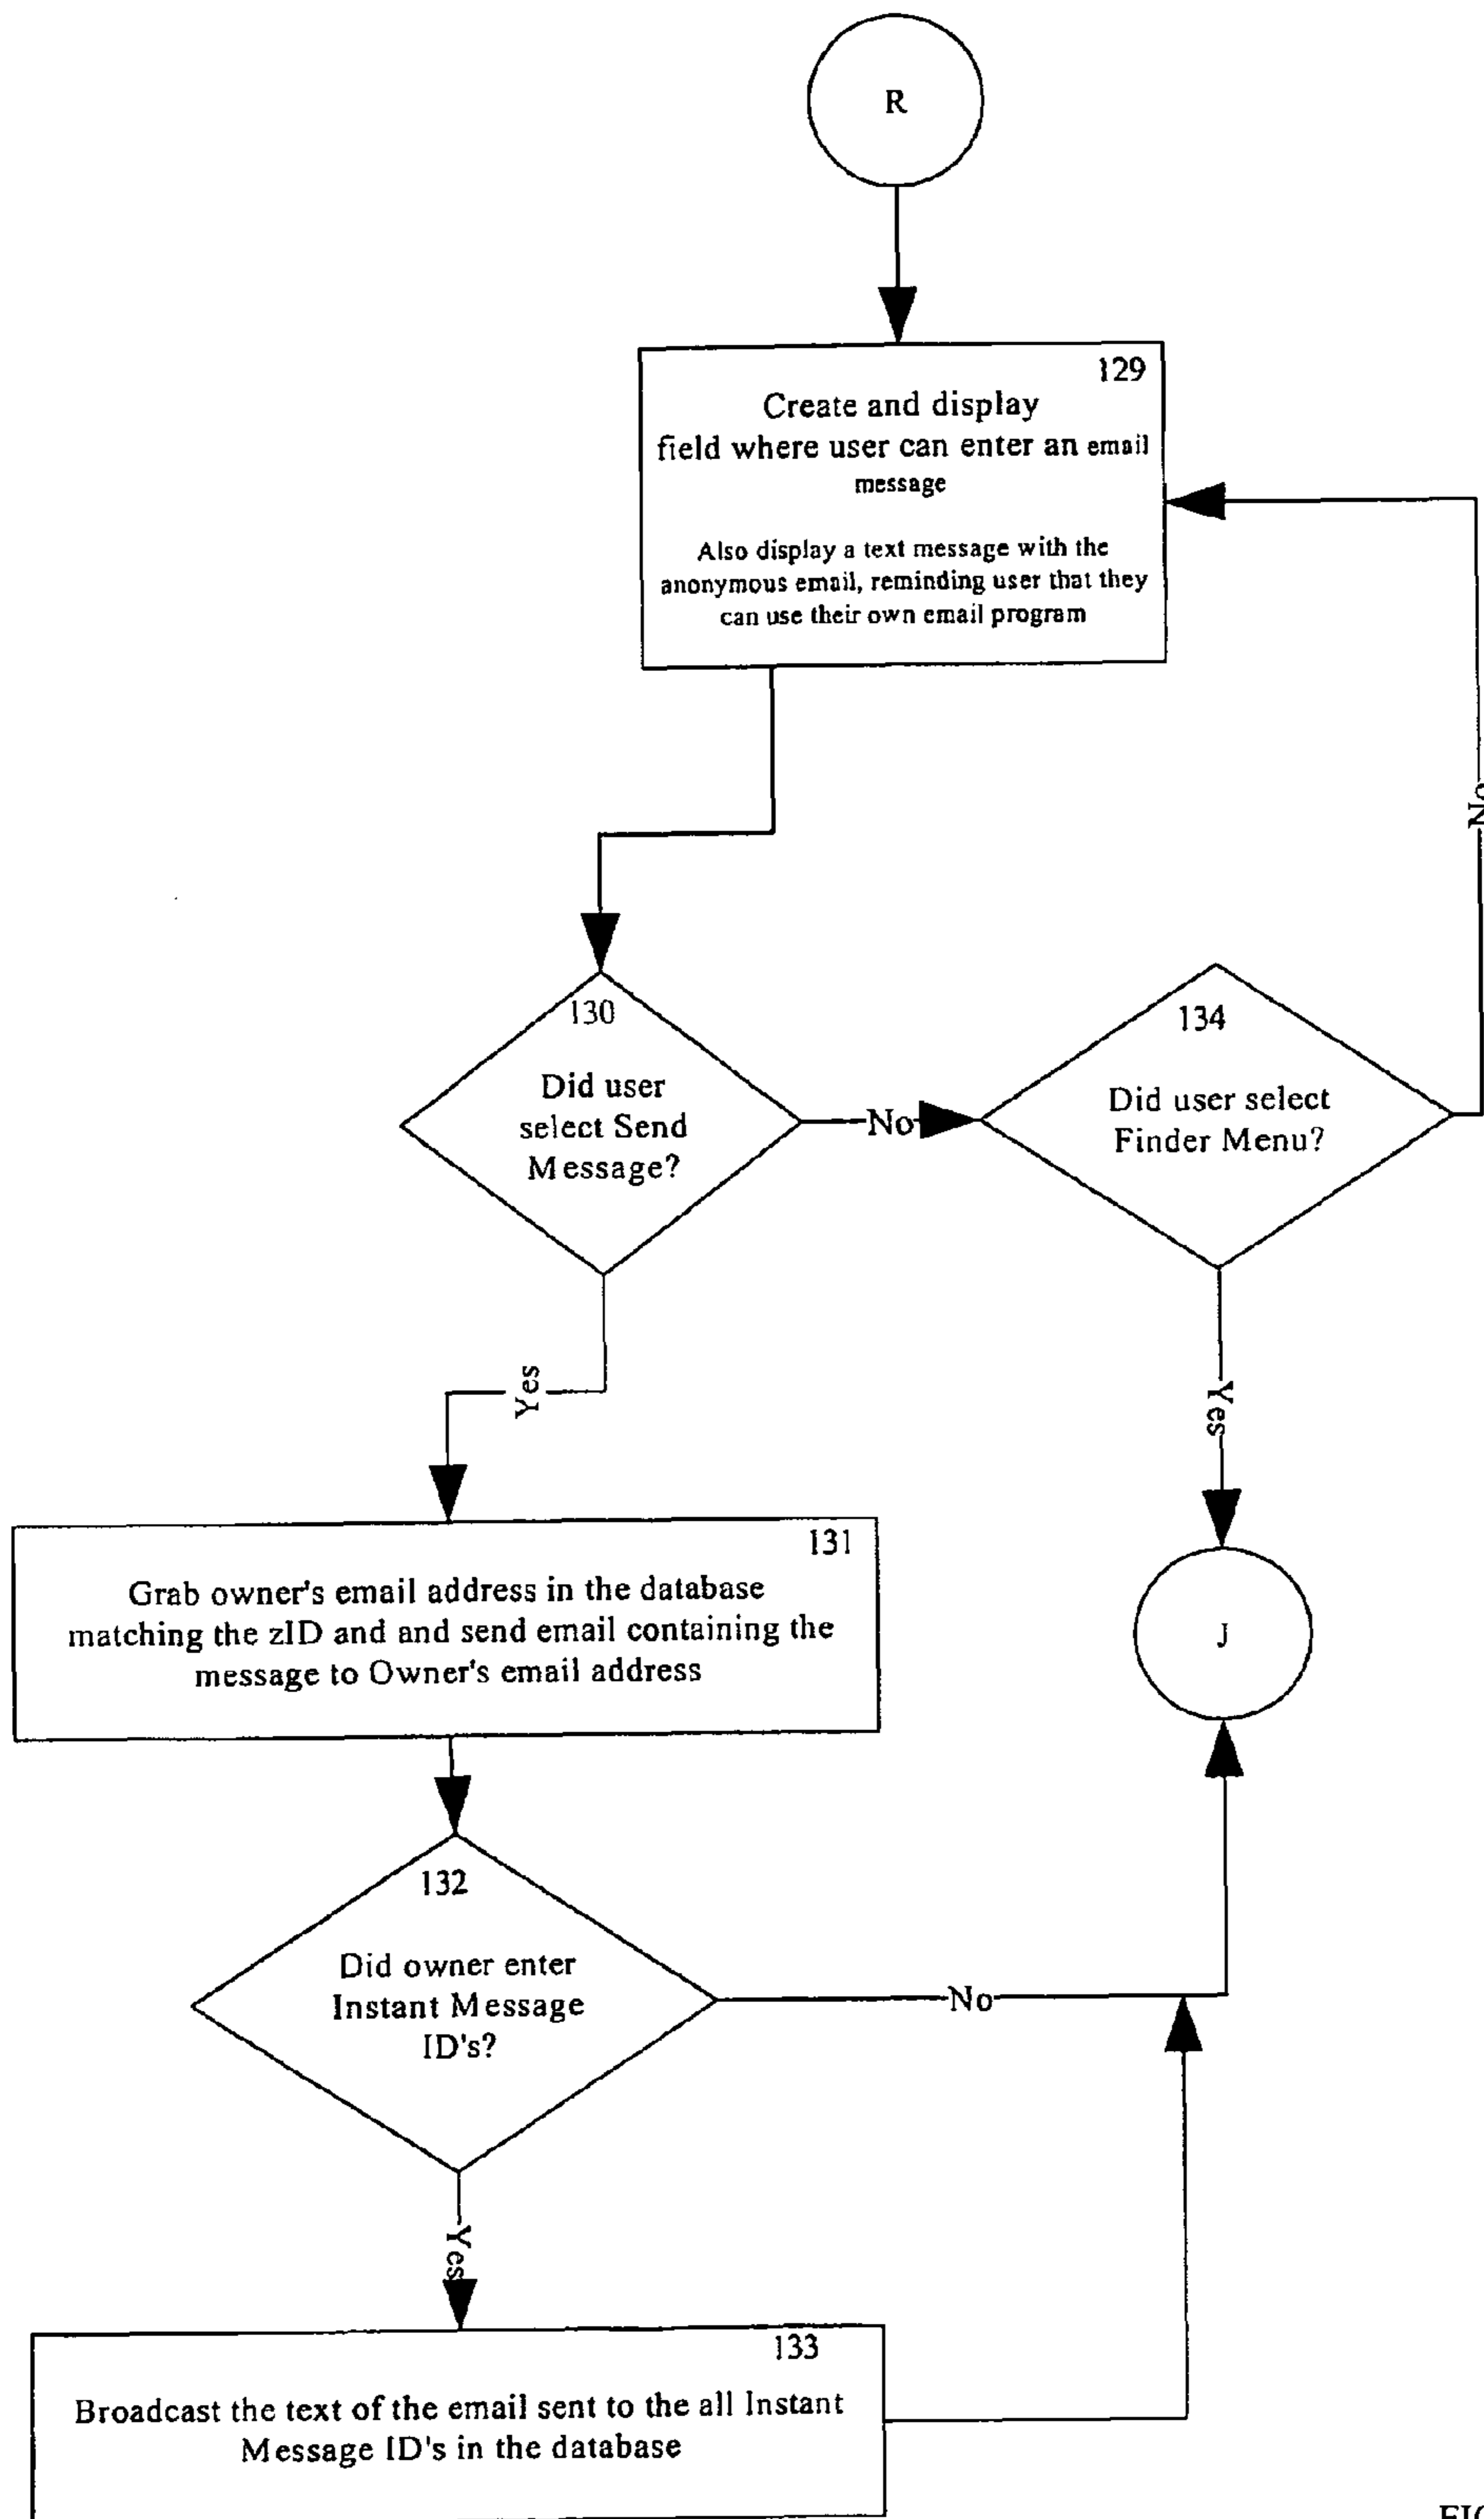 R
129
Create and display
field where user can enter an email
message
Also display a text message with the
anonymous email, reminding user that they
can use their own email program
No
130
Did user
select Send
Message?
No
134
Did user select
Finder Menu?
Yes
Yes
131
Grab owner's email address in the database
matching the zID and and send email containing the
message to Owner's email address
J
132
Did owner enter
Instant Message
ID's?
No
Yes
133
Broadcast the text of the email sent to the all Instant
Message ID's in the database